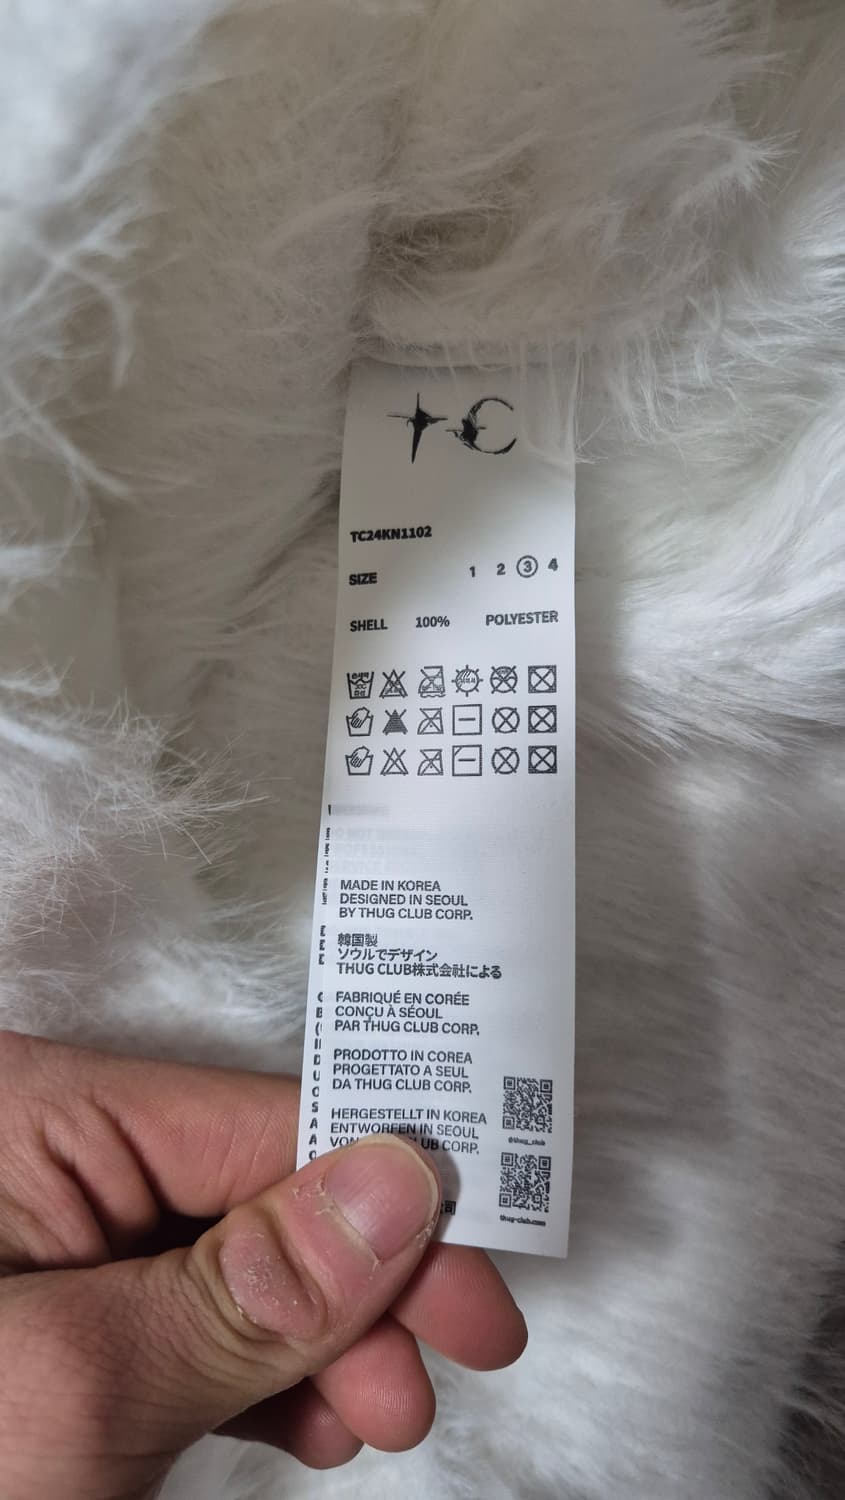 TC
TC24KN1102
SIZE 1 2 3 4
SHELL 100% POLYESTER
MADE IN KOREA
DESIGNED IN SEOUL
BY THUG CLUB CORP.
韓国製
ソウルでデザイン
THUG CLUB株式会社による
FABRIQUÉ EN CORÉE
CONÇU À SÉOUL
PAR THUG CLUB CORP.
PRODOTTO IN COREA
PROGETTATO A SEUL
DA THUG CLUB CORP.
HERGESTELLT IN KOREA
ENTWORFEN IN SEOUL
CORP.
@thug_club
thug-club.com